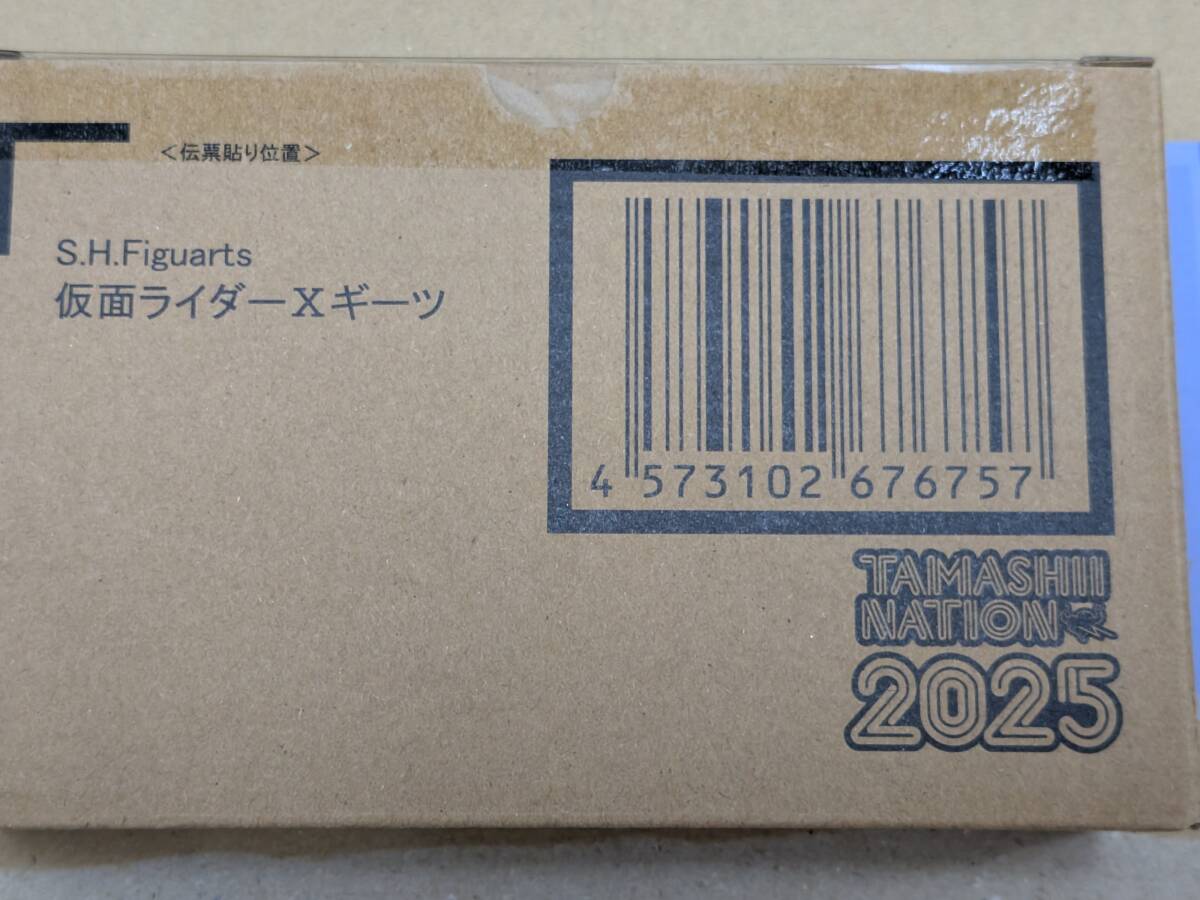 <伝票貼り位置>
S.H.Figuarts
仮面ライダーXギーツ
4 573102 676757
TAMASHII
NATION
2025